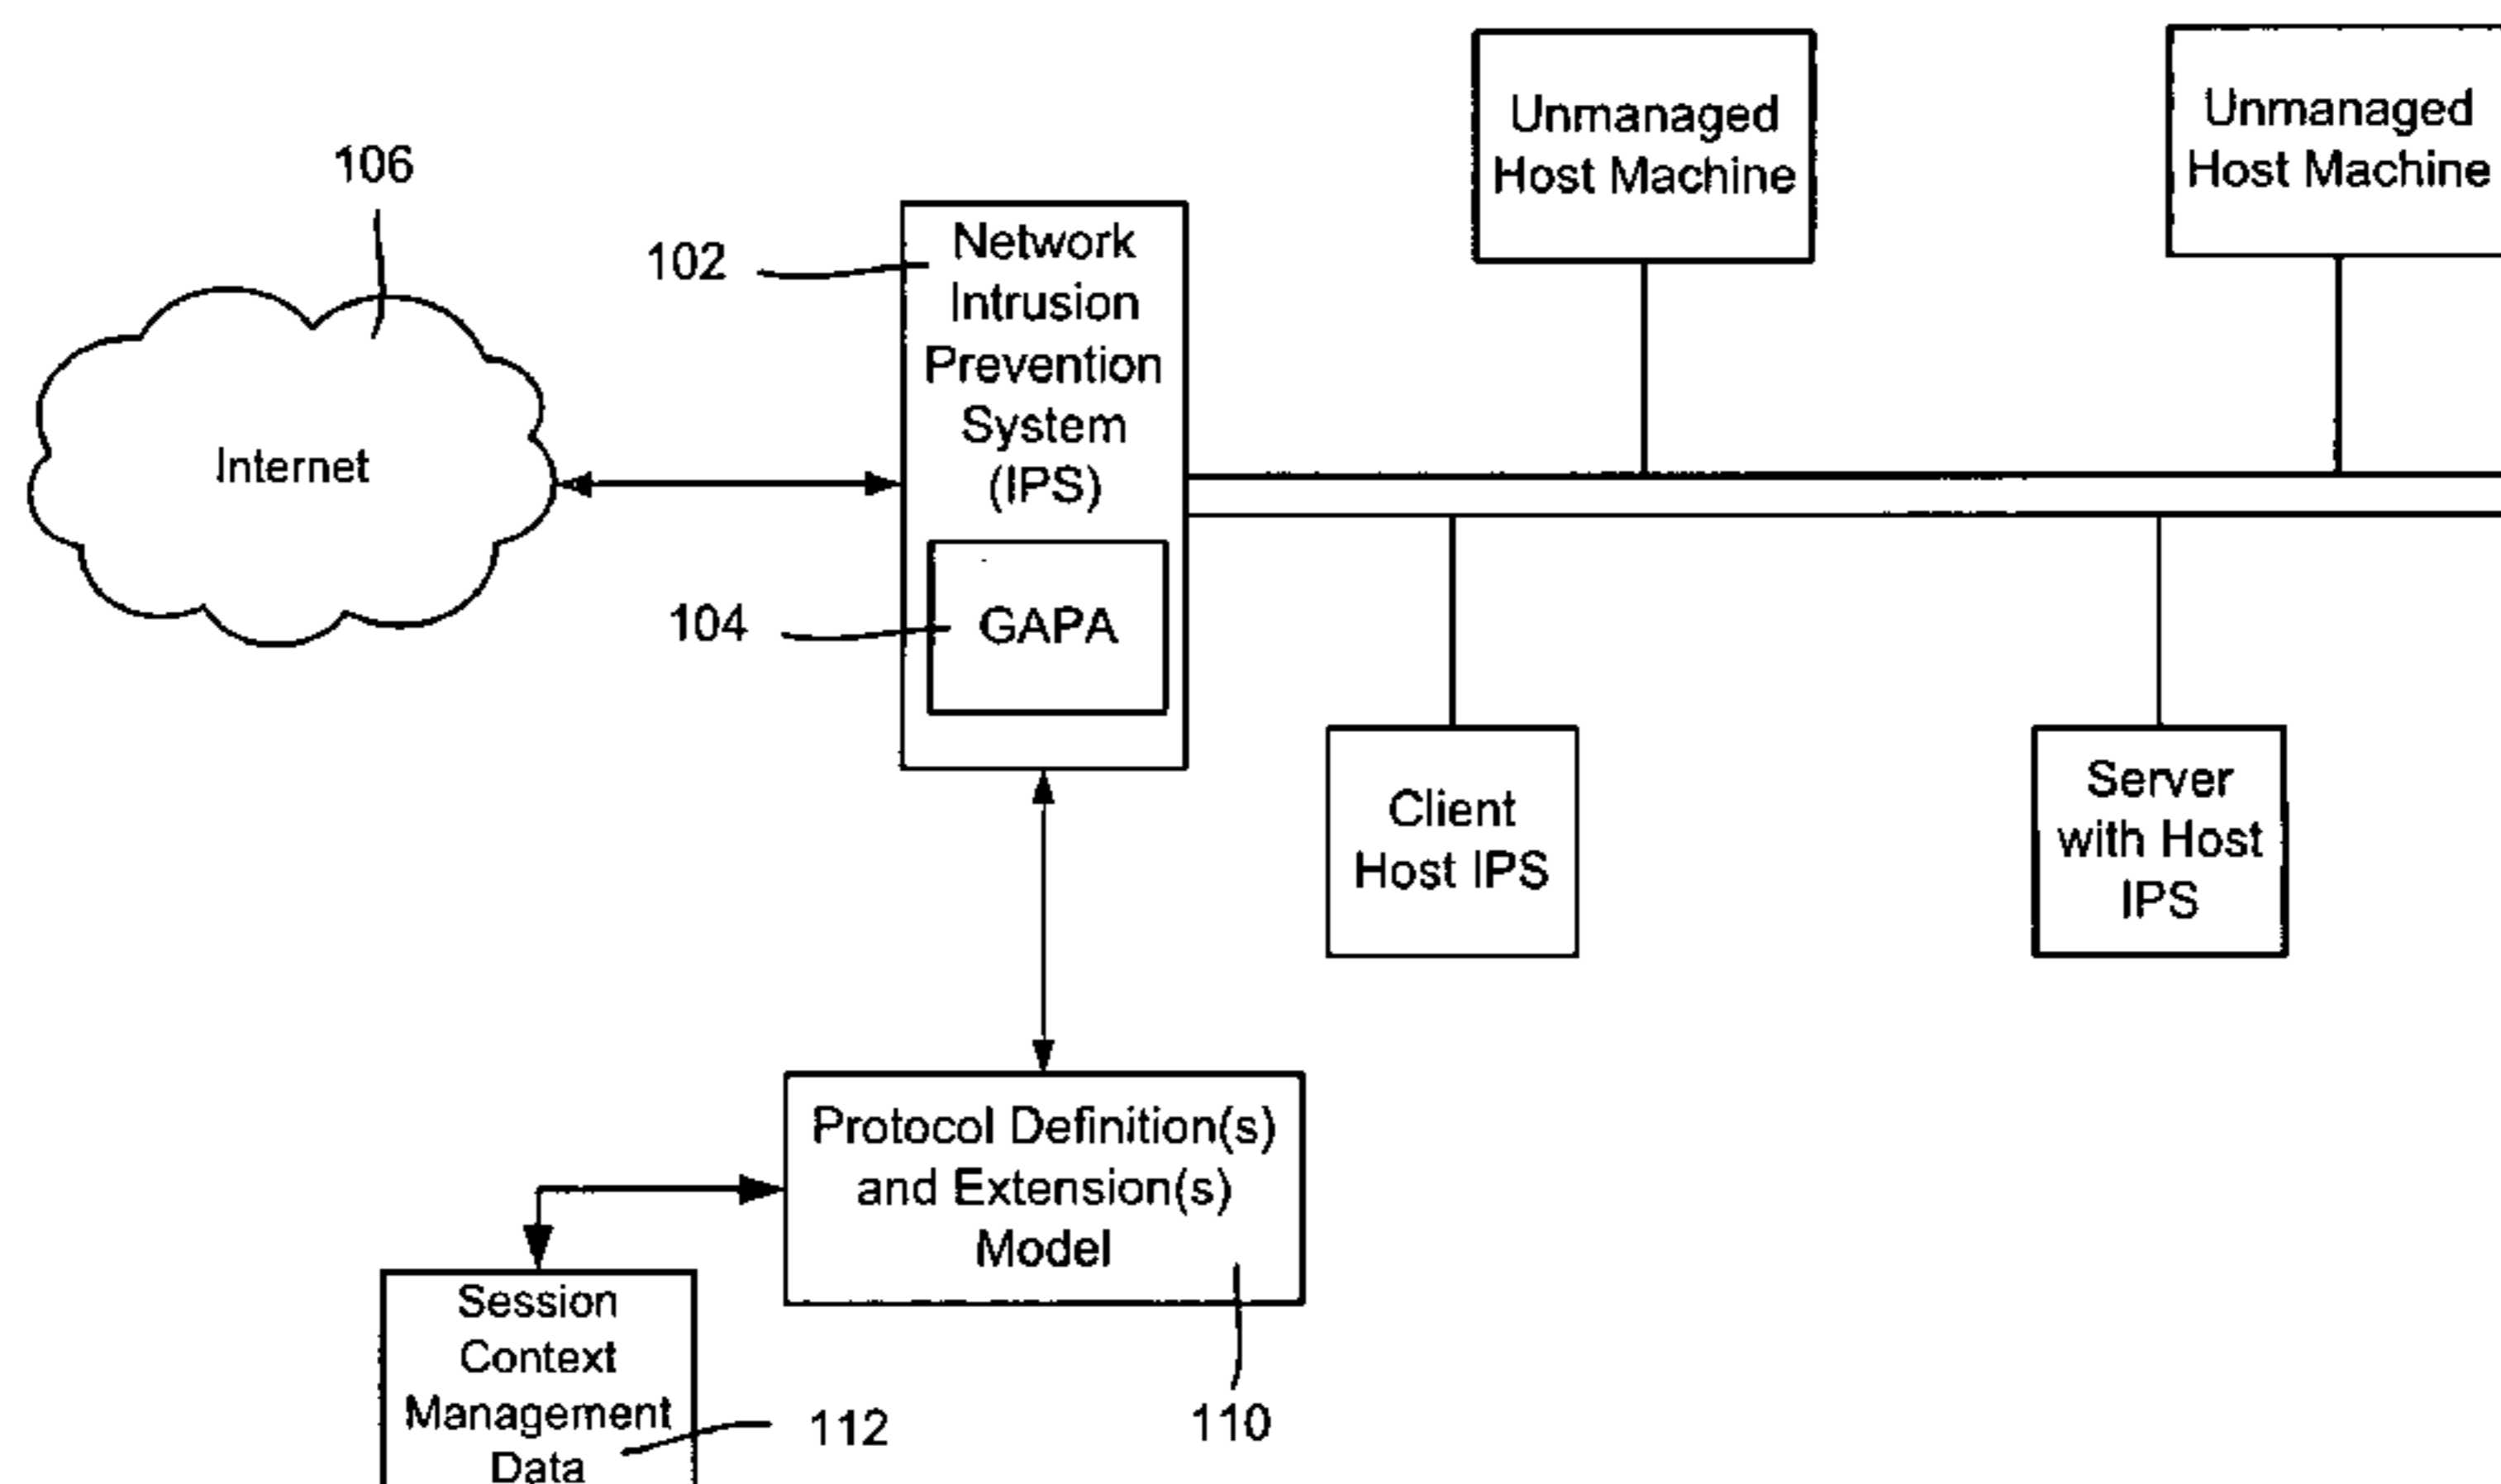 106
Internet
102
Network
Intrusion
Prevention
System
(IPS)
104
GAPA
Unmanaged
Host Machine
Unmanaged
Host Machine
Client
Host IPS
Server
with Host
IPS
Protocol Definition(s)
and Extension(s)
Model
110
Session
Context
Management
Data
112